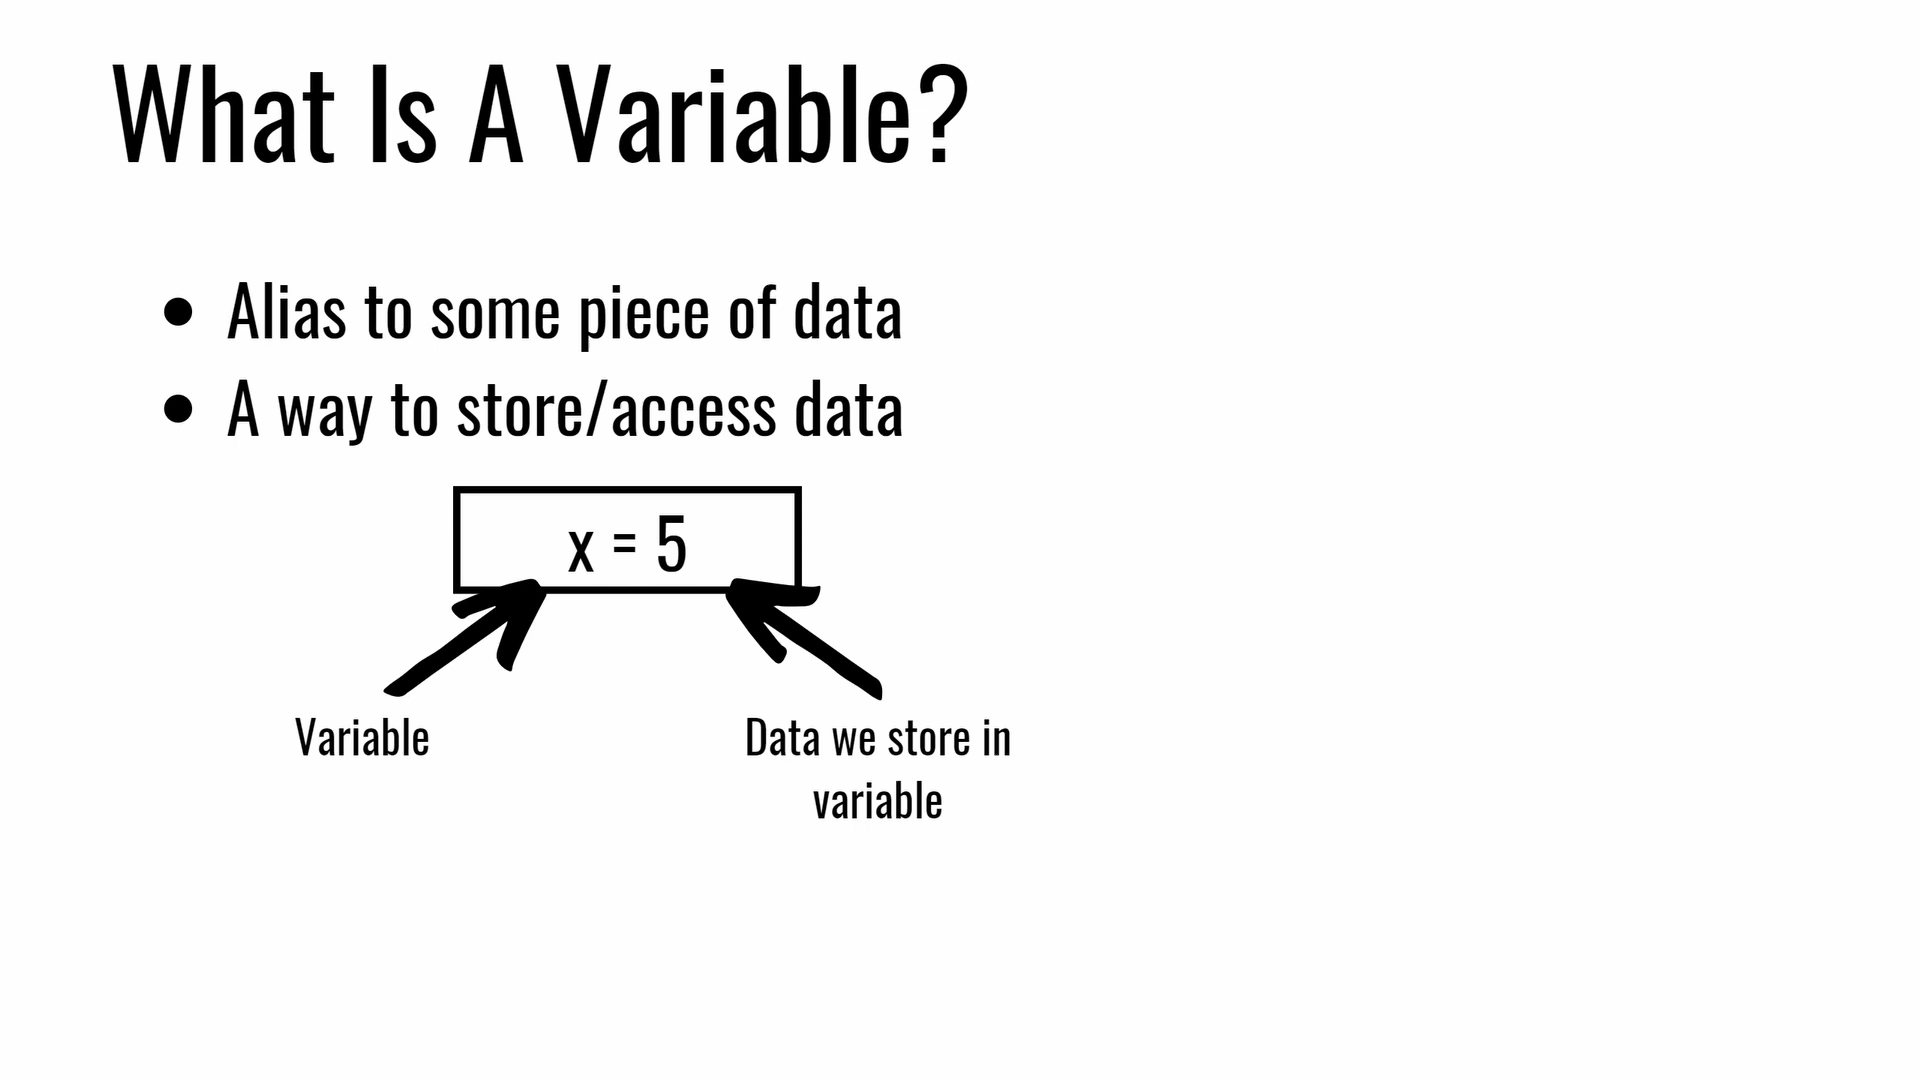 What Is A Variable?
• Alias to some piece of data
• A way to store/access data
x = 5
Variable
Data we store in
variable